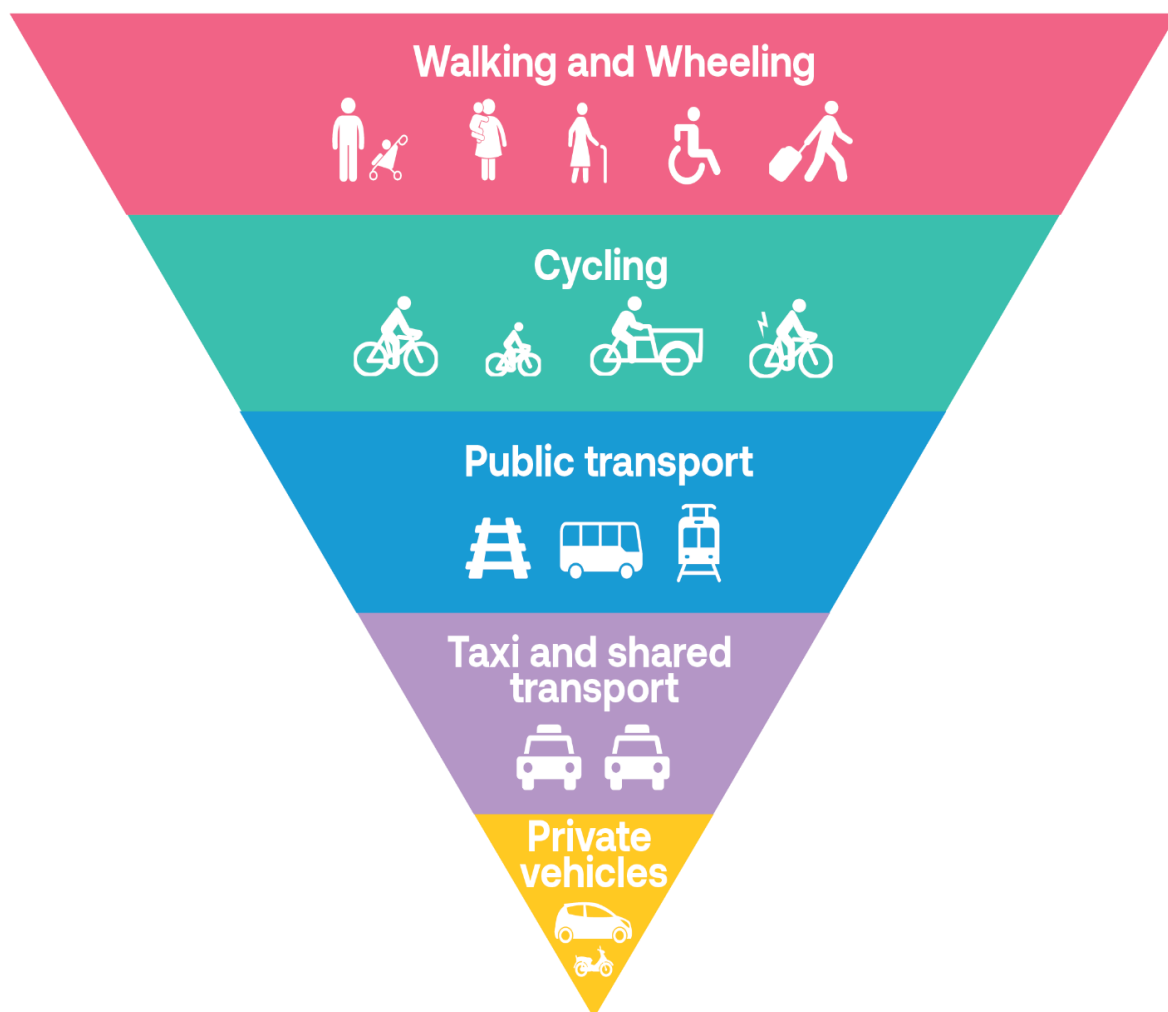 Walking and Wheeling
Cycling
Public transport
Taxi and shared
transport
Private
vehicles